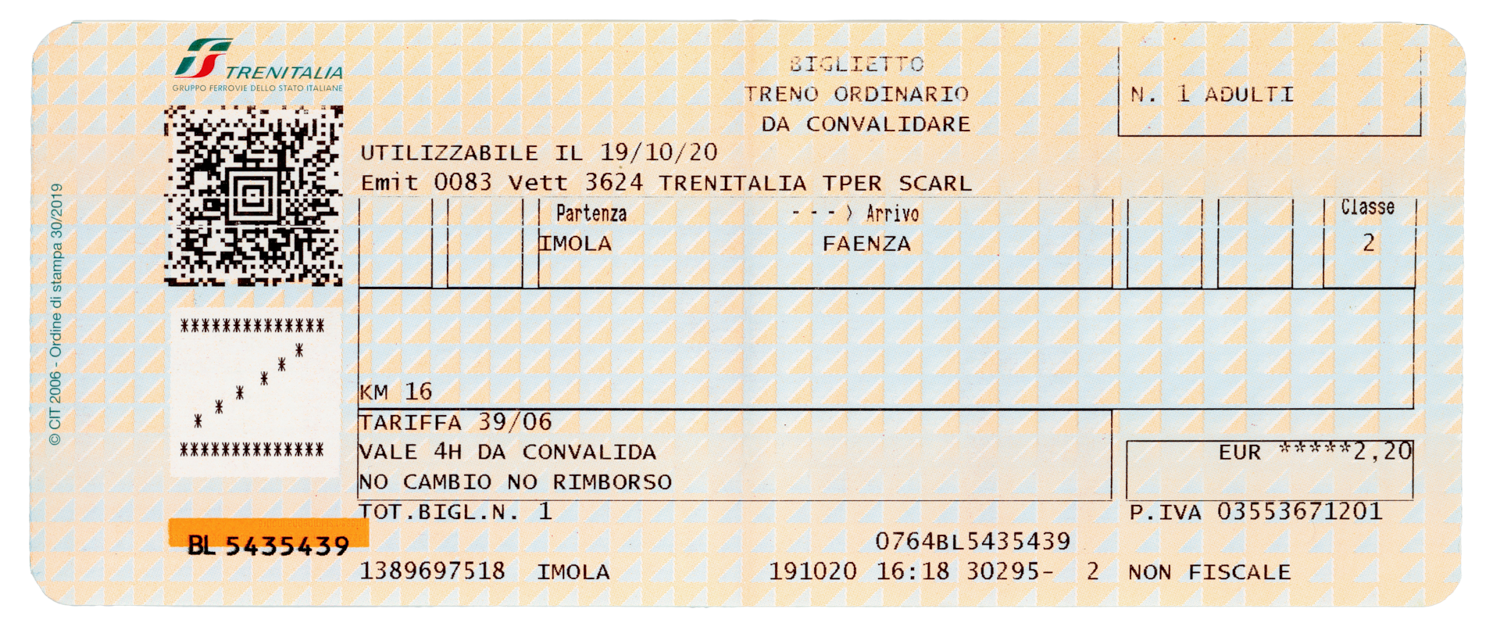 TRENITALIA
GRUPPO FERROVIE DELLO STATO ITALIANE
BIGLIETTO
TRENO ORDINARIO
DA CONVALIDARE
N. 1 ADULTI
UTILIZZABILE IL 19/10/20
Emit 0083 Vett 3624 TRENITALIA TPER SCARL
Partenza - - - > Arrivo Classe
IMOLA FAENZA 2
KM 16
TARIFFA 39/06
VALE 4H DA CONVALIDA
NO CAMBIO NO RIMBORSO
EUR *****2,20
TOT.BIGL.N. 1
P.IVA 03553671201
BL 5435439
0764BL5435439
1389697518 IMOLA 191020 16:18 30295- 2 NON FISCALE
**************
*
*
*
*
*
*
**************
© CIT 2006 - Ordine di stampa 30/2019